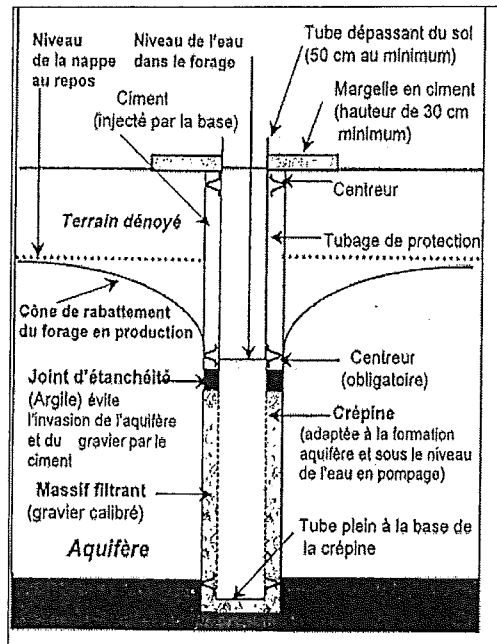 Niveau
de la nappe
au repos
Niveau de l'eau
dans le forage
Tube dépassant du sol
(50 cm au minimum)
Ciment
(injecté par la base)
Margelle en ciment
(hauteur de 30 cm
minimum)
Centreur
Terrain dénoyé
Tubage de protection
Cône de rabattement
du forage en production
Joint d'étanchéité
(Argile) évite
l'invasion de l'aquifère
et du gravier par le
ciment
Centreur
(obligatoire)
Crépine
(adaptée à la formation
aquifère et sous le niveau
de l'eau en pompage)
Massif filtrant
(gravier calibré)
Tube plein à la base de
la crépine
Aquifère